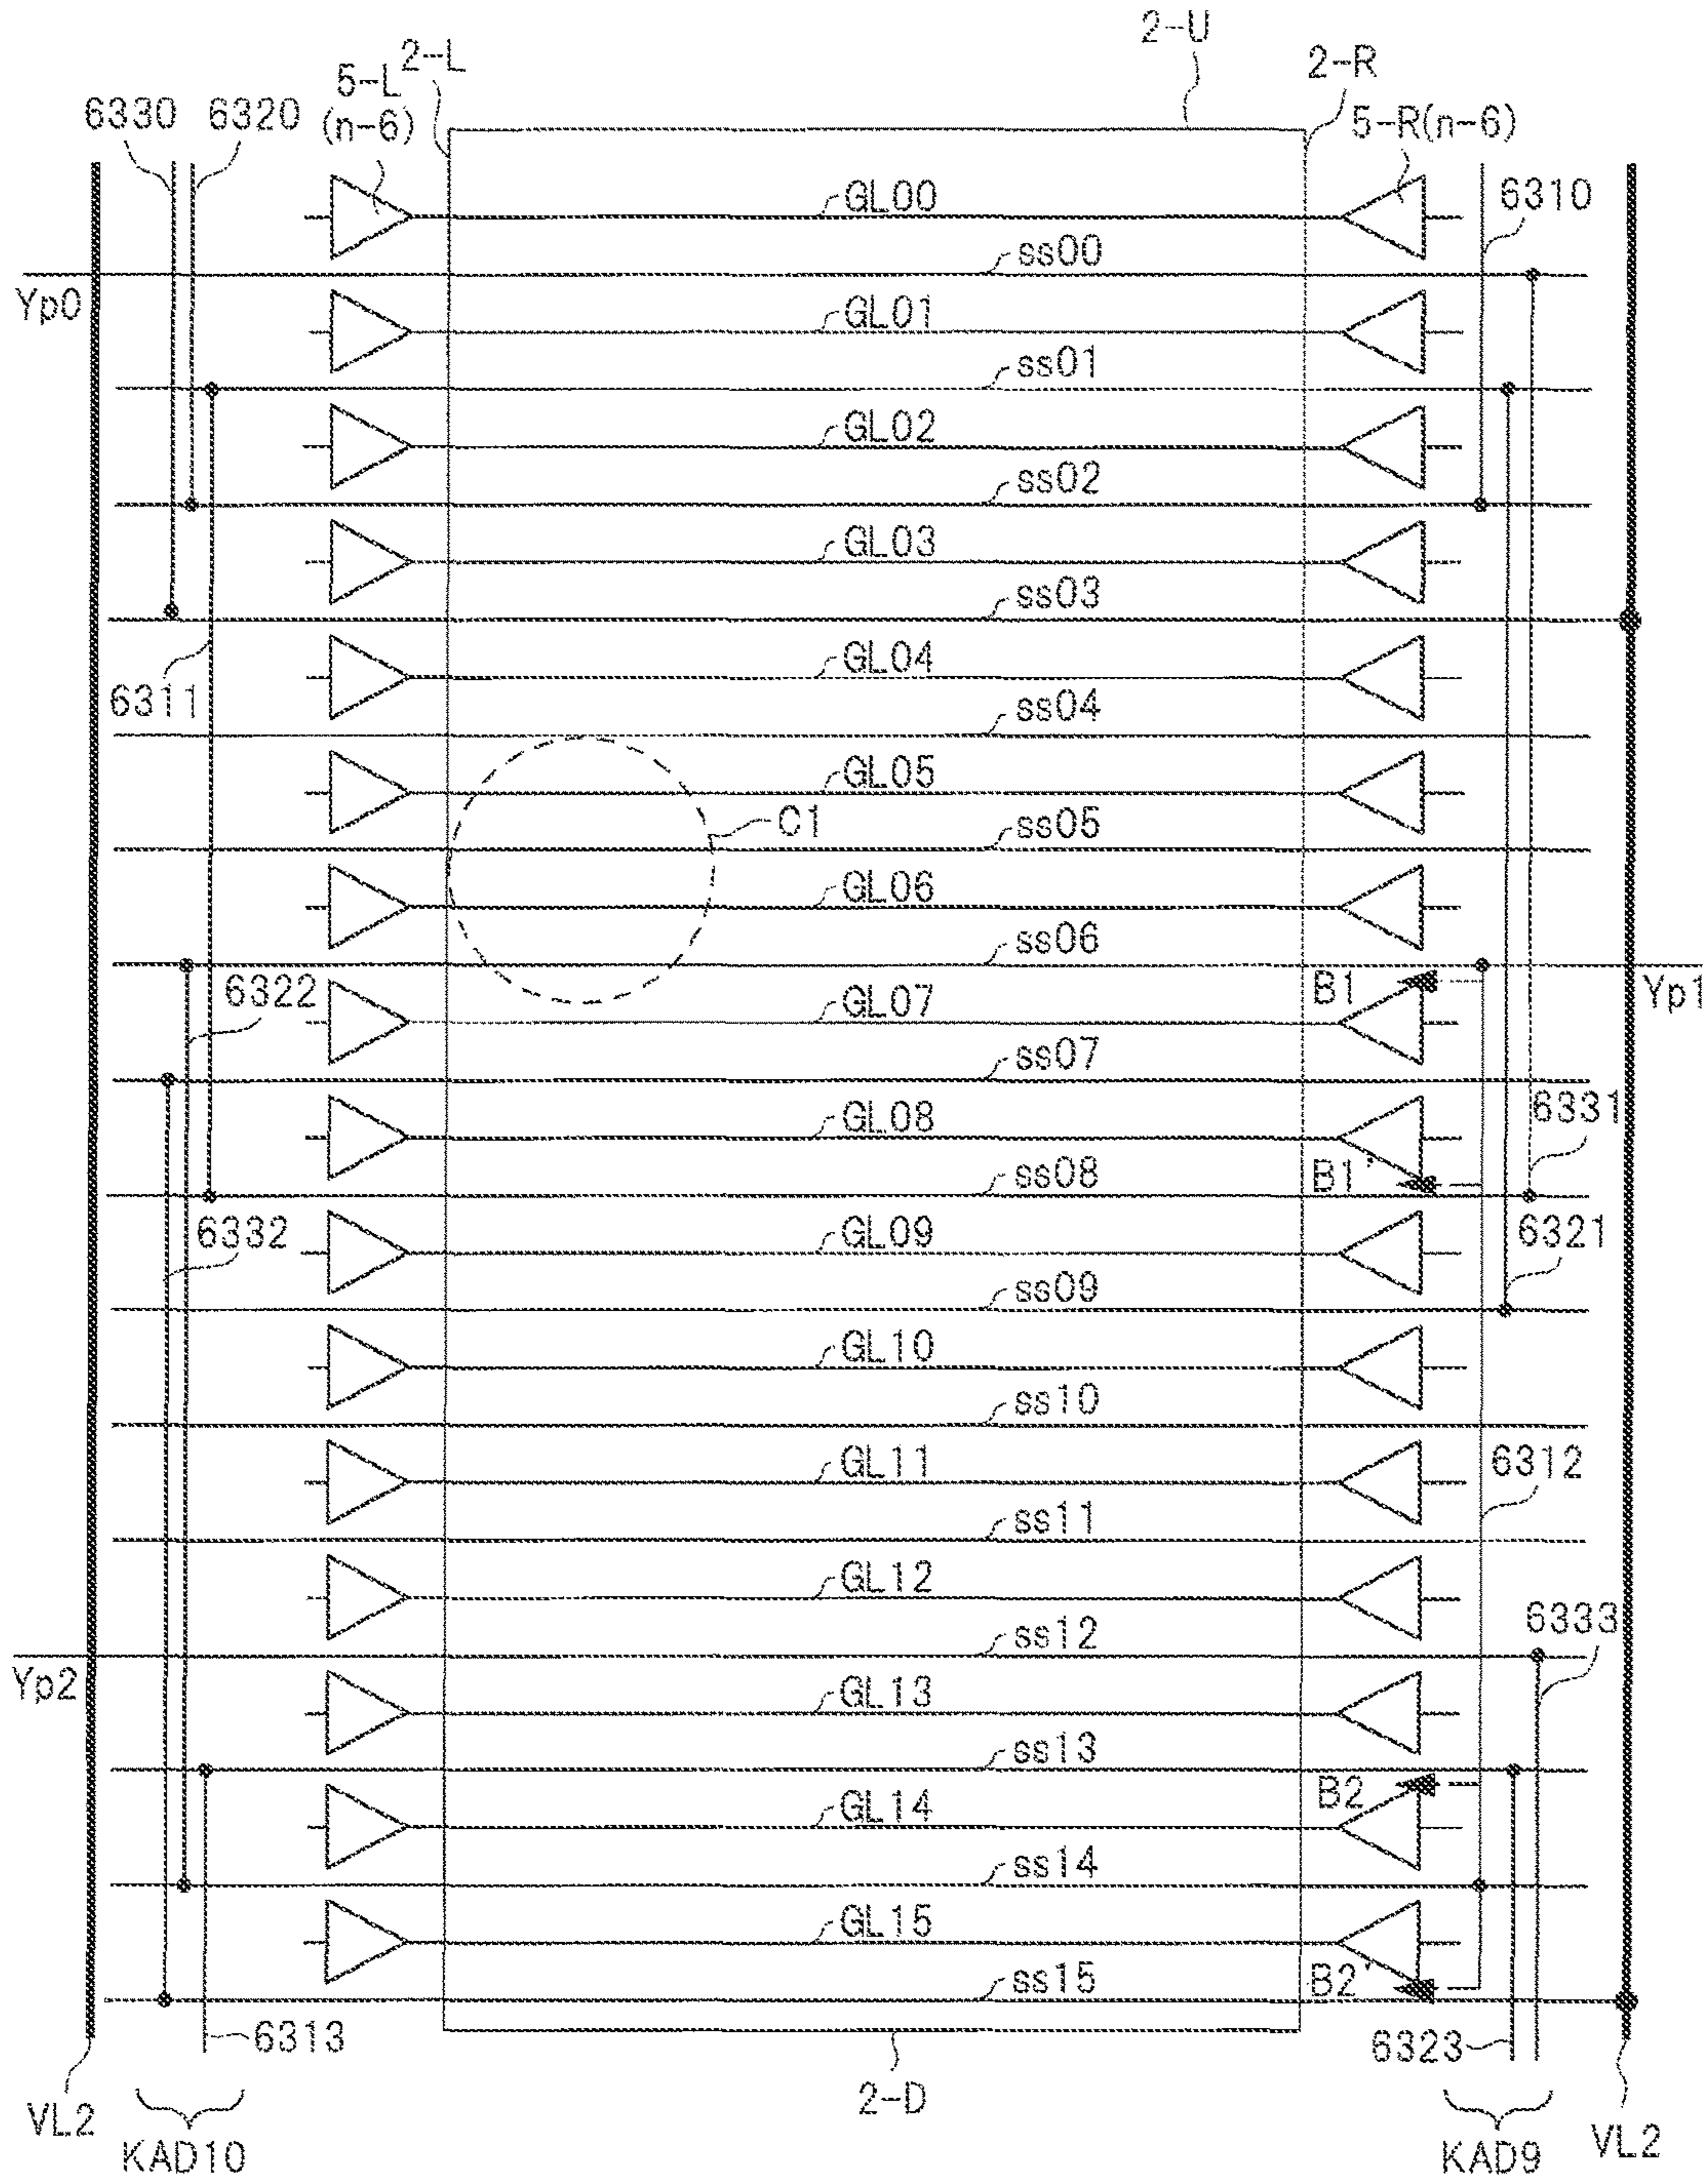 2-U
2-L
2-R
5-L
(n-6)
5-R(n-6)
6330
6320
6310
GL00
ss00
Yp0
GL01
ss01
GL02
ss02
GL03
ss03
GL04
6311
ss04
GL05
C1
ss05
GL06
ss06
6322
B1
Yp1
GL07
ss07
6331
GL08
B1'
ss08
6332
6321
GL09
ss09
GL10
ss10
GL11
6312
ss11
GL12
6333
ss12
Yp2
GL13
ss13
B2
GL14
ss14
GL15
B2'
ss15
6313
6323
2-D
VL2
KAD10
KAD9
VL2